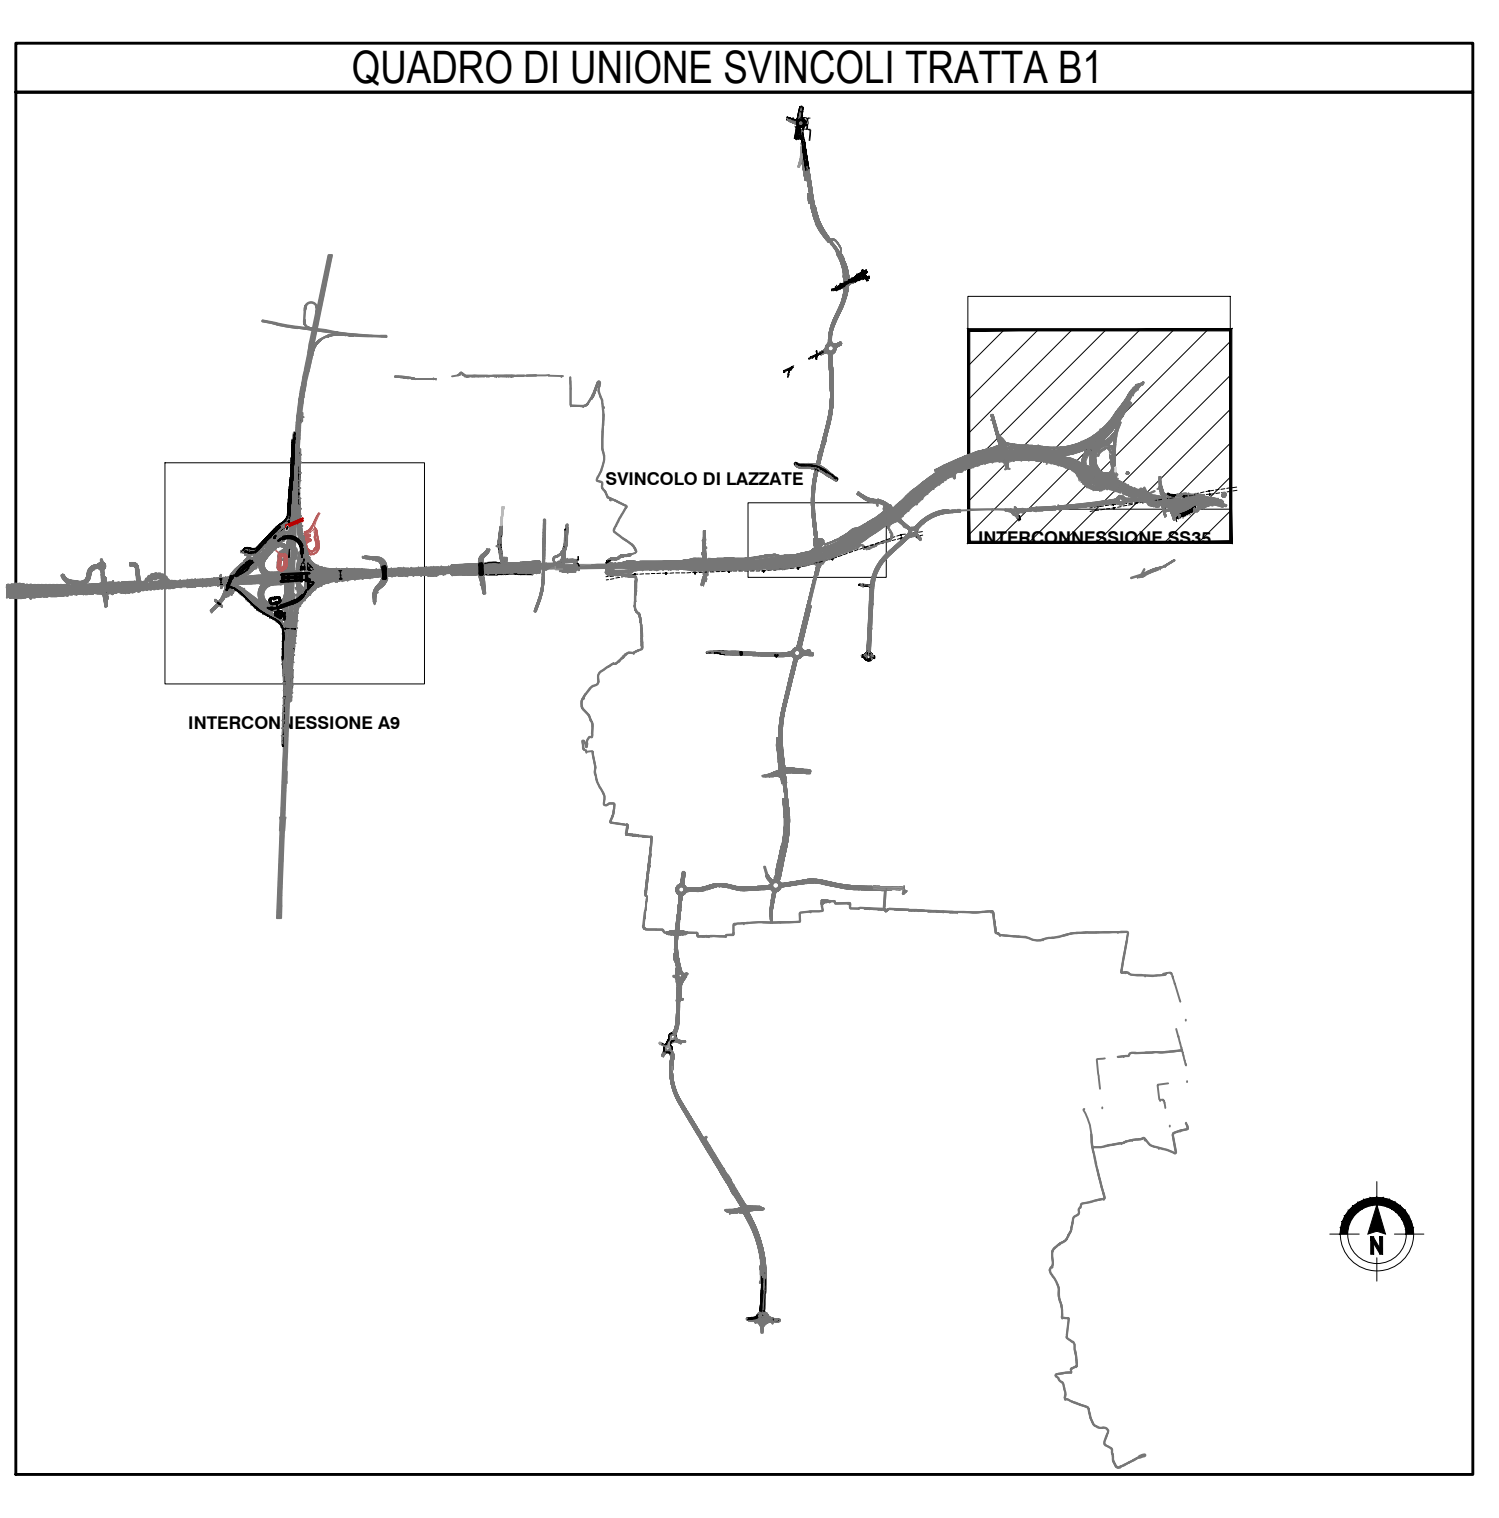 QUADRO DI UNIONE SVINCOLI TRATTA B1
SVINCOLO DI LAZZATE
INTERCONNESSIONE SS35
INTERCONNESSIONE A9
N